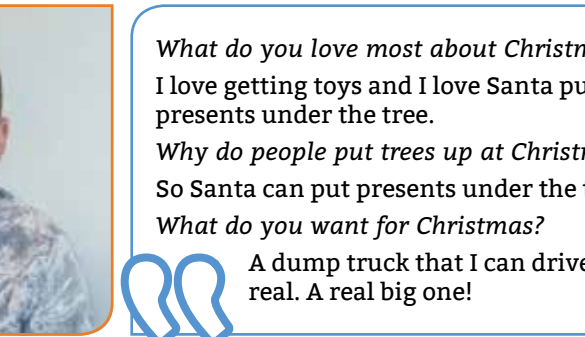 What do you love most about
I love getting toys and I love Santa
presents under the tree.
Why do people put trees up at
So Santa can put presents under the
What do you want for Christmas?
A dump truck that I can drive
real. A real big one!